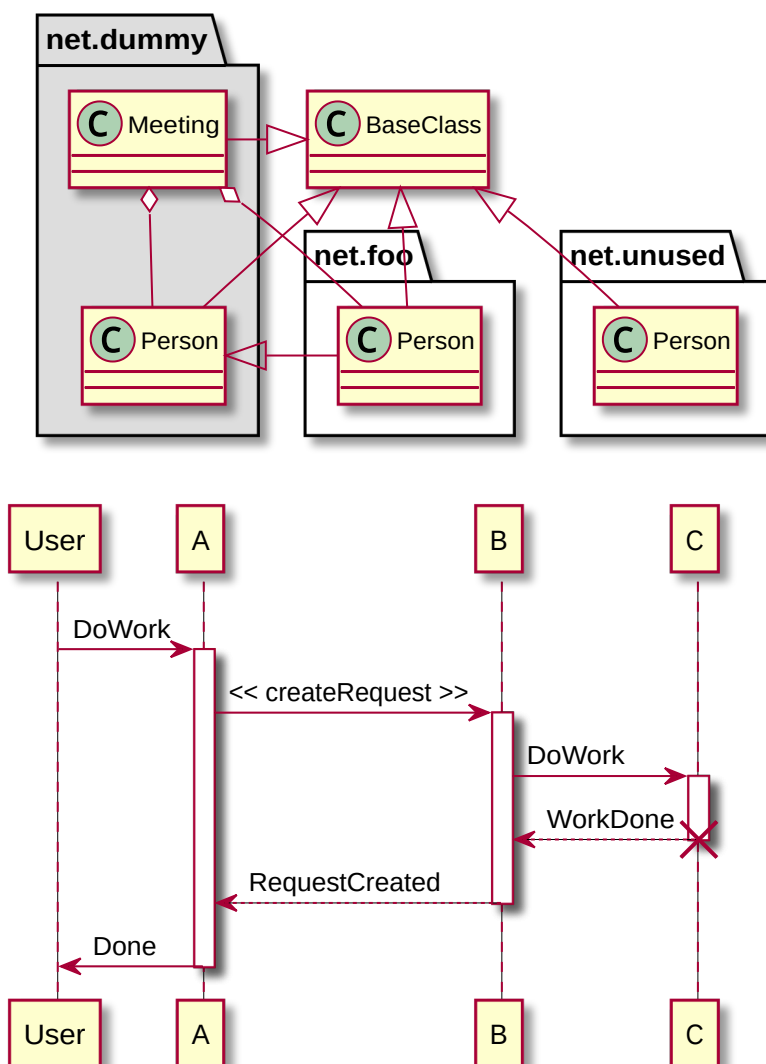 net.dummy
C Meeting
C BaseClass
net.foo
net.unused
C Person
C Person
C Person
User
A
B
C
DoWork
<< createRequest >>
DoWork
WorkDone
RequestCreated
Done
User
A
B
C